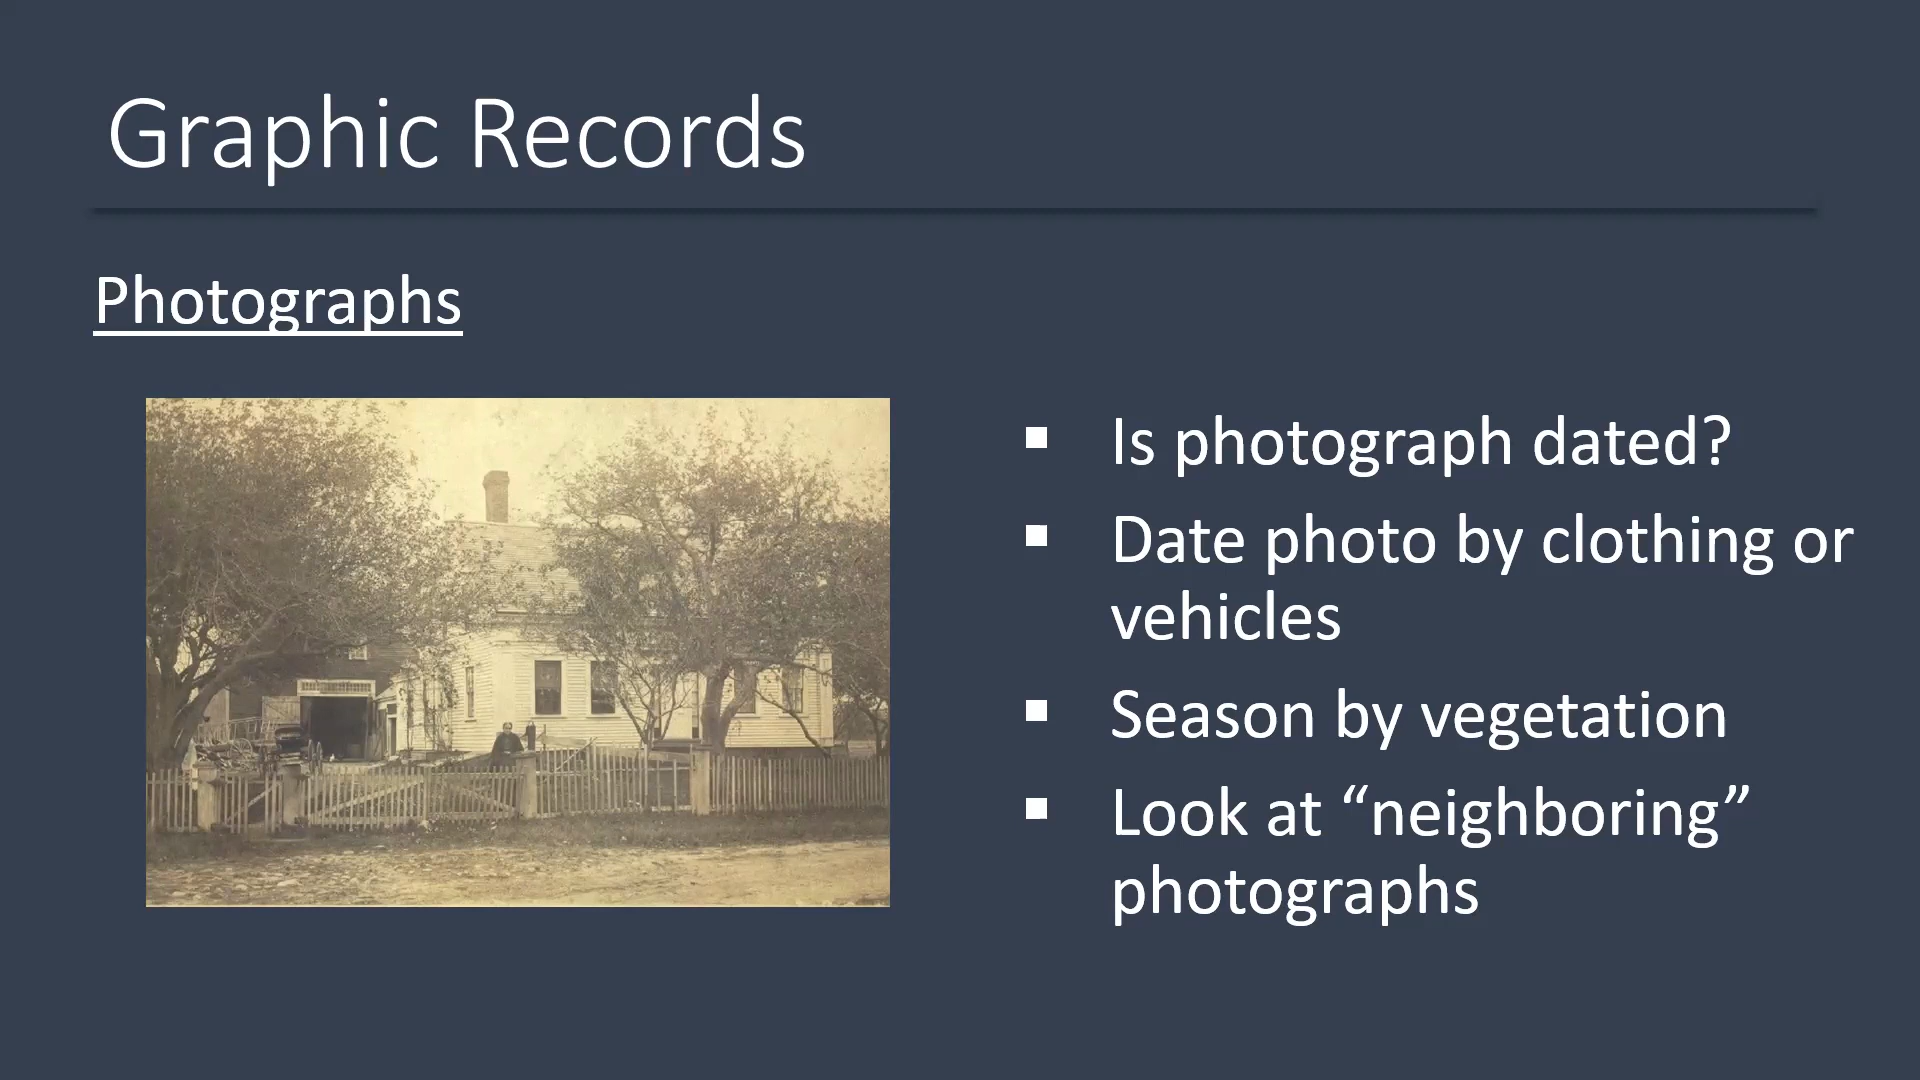 Graphic Records
Photographs
▪ Is photograph dated?
▪ Date photo by clothing or
vehicles
▪ Season by vegetation
▪ Look at “neighboring”
photographs